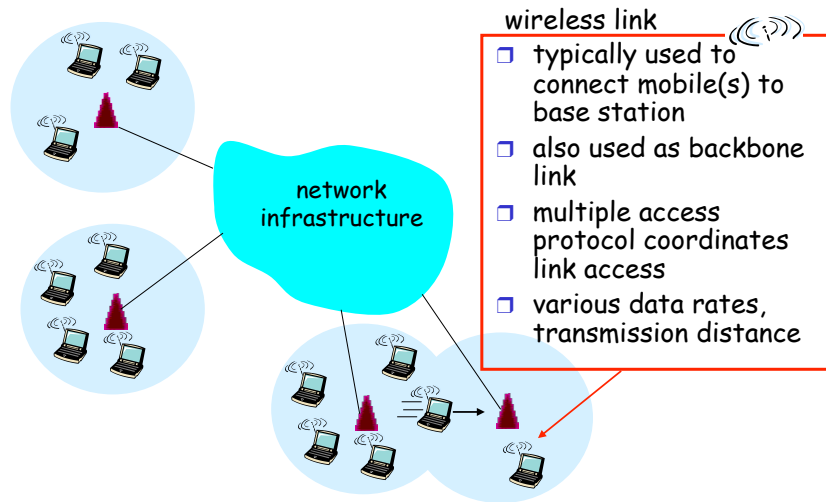 wireless link
typically used to
connect mobile(s) to
base station
also used as backbone
link
multiple access
protocol coordinates
link access
various data rates,
transmission distance
network
infrastructure